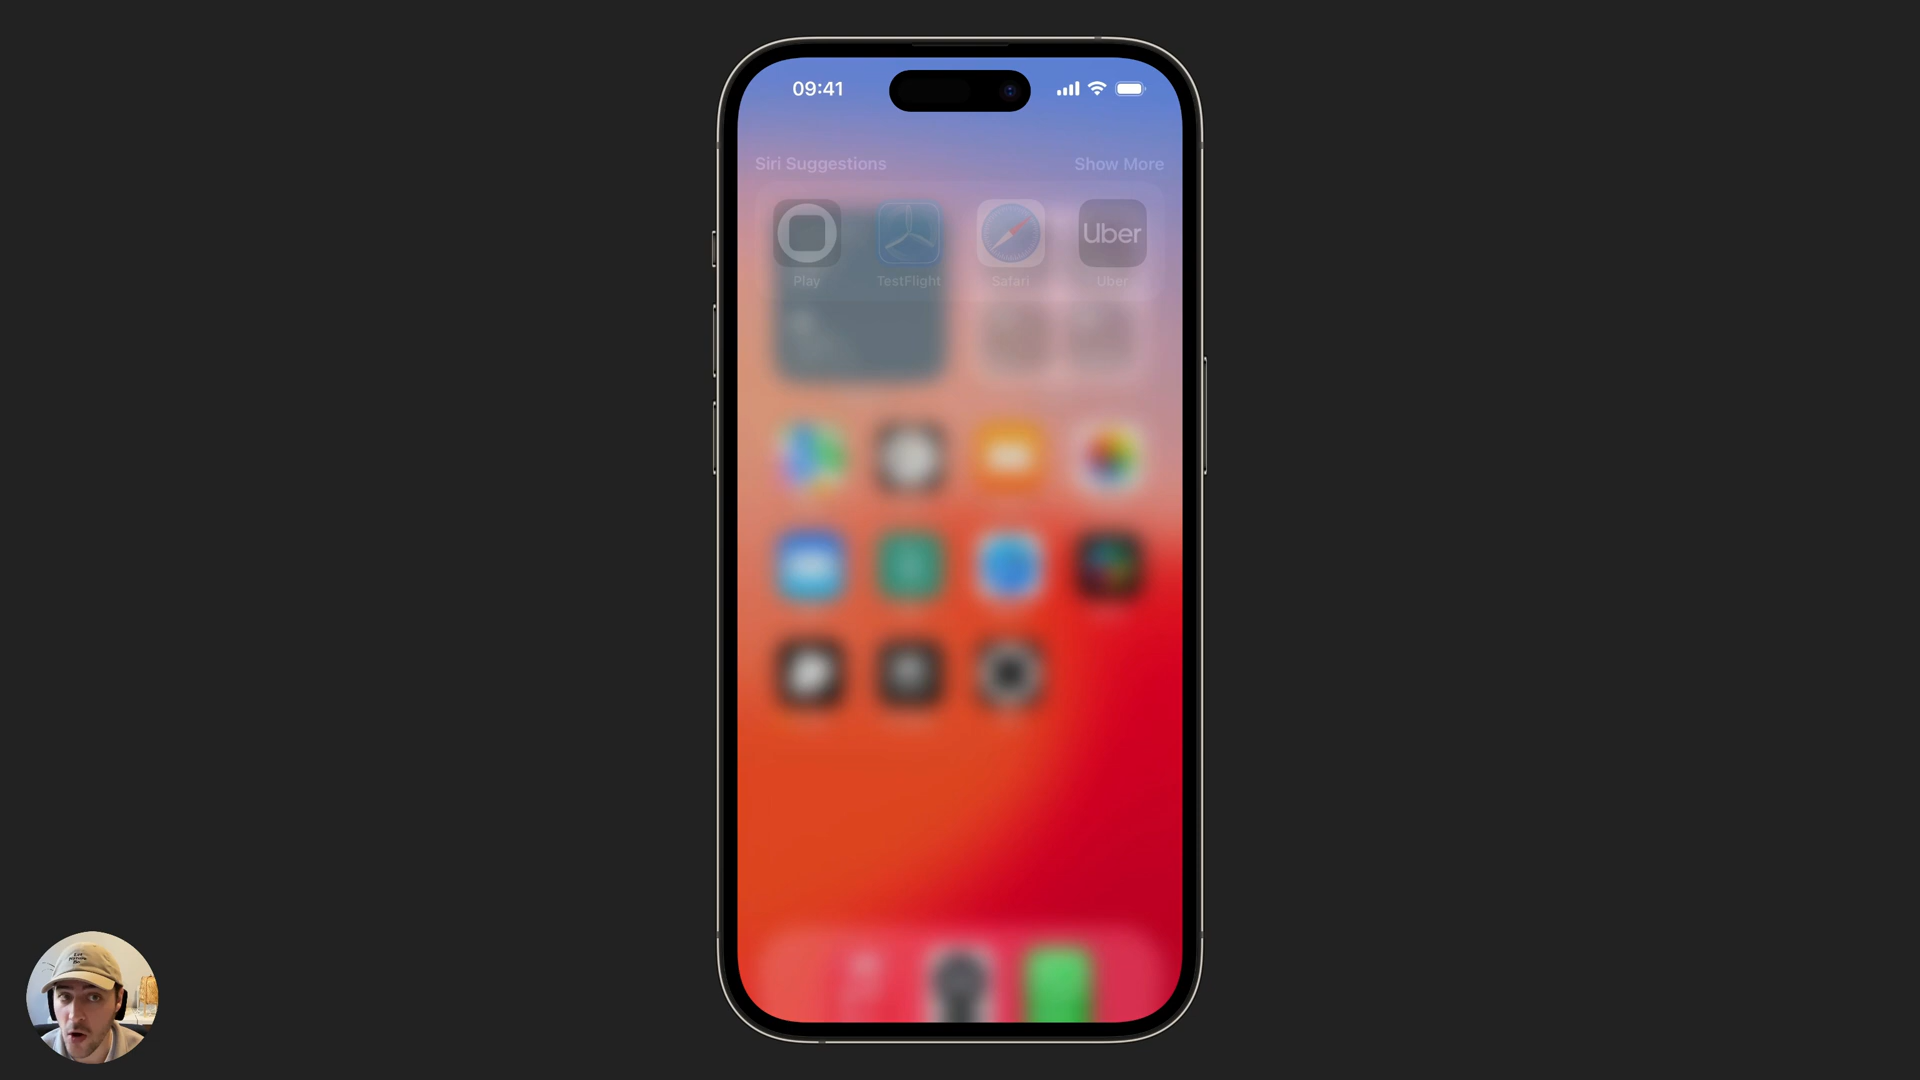 09:41
Siri Suggestions
Show More
Uber
Play
TestFlight
Safari
Uber